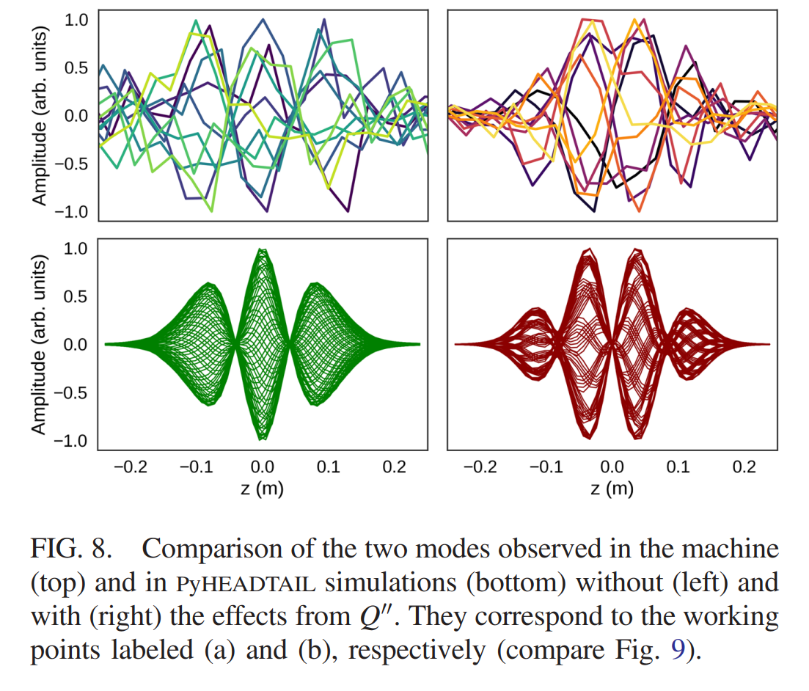 1.0
0.5
0.0
−0.5
−1.0
Amplitude (arb. units)
1.0
0.5
0.0
−0.5
−1.0
Amplitude (arb. units)
−0.2 −0.1 0.0 0.1 0.2
z (m)
−0.2 −0.1 0.0 0.1 0.2
z (m)
FIG. 8. Comparison of the two modes observed in the machine
(top) and in PyHEADTAIL simulations (bottom) without (left) and
with (right) the effects from Q″. They correspond to the working
points labeled (a) and (b), respectively (compare Fig. 9).